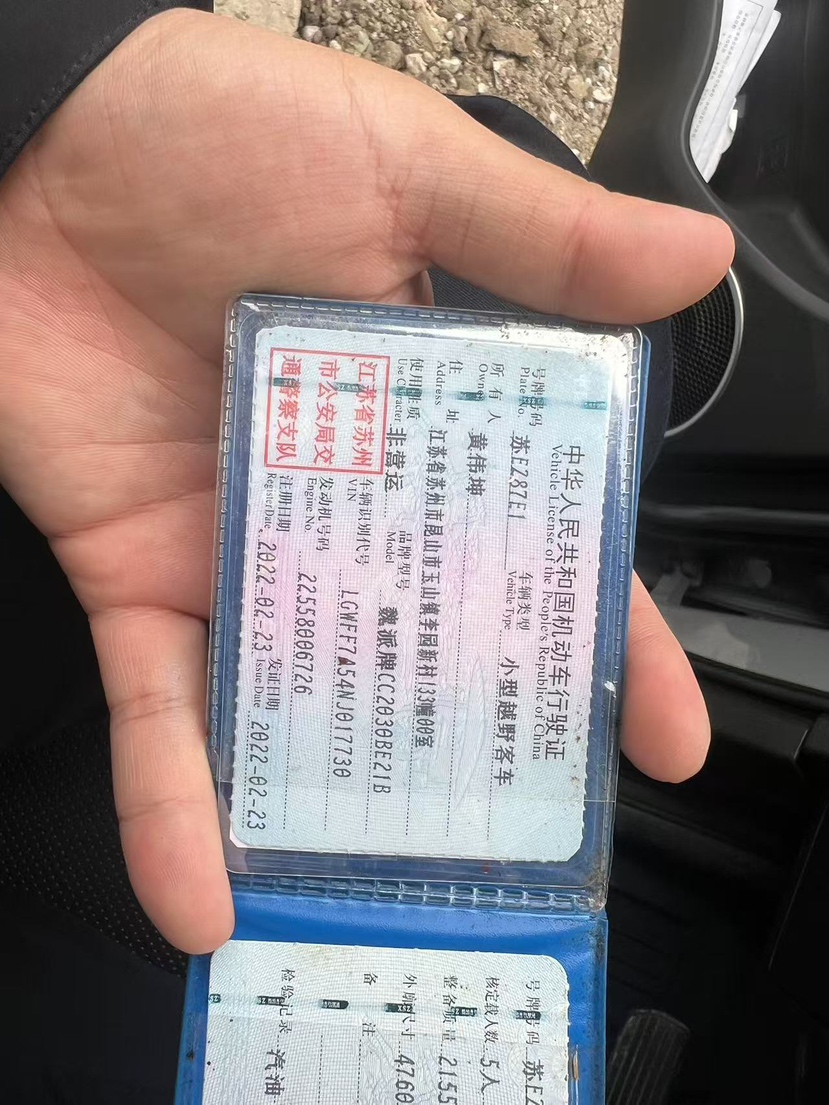 中华人民共和国机动车行驶证
Vehicle License of the People's Republic of China
号牌号码 苏EZ87E1 车辆类型 小型越野客车
Plate No. Vehicle Type
所有人 黄伟坤
Owner
住址 江苏省苏州市昆山市玉山镇李园新村33幢00室
Address
使用性质 非营运 品牌型号 魏派牌CC2030BE21B
Use Character Model
江苏省苏州
市公安局交
通警察支队
车辆识别代号 LGWFF7A54NJ017730
VIN
发动机号码 22558006726
Engine No.
注册日期 2022-02-23 发证日期 2022-02-23
Register Date Issue Date
号牌号码 苏EZ
核定载人数 5人
整备质量 2155
外廓尺寸 4760
备注
检验记录 汽油